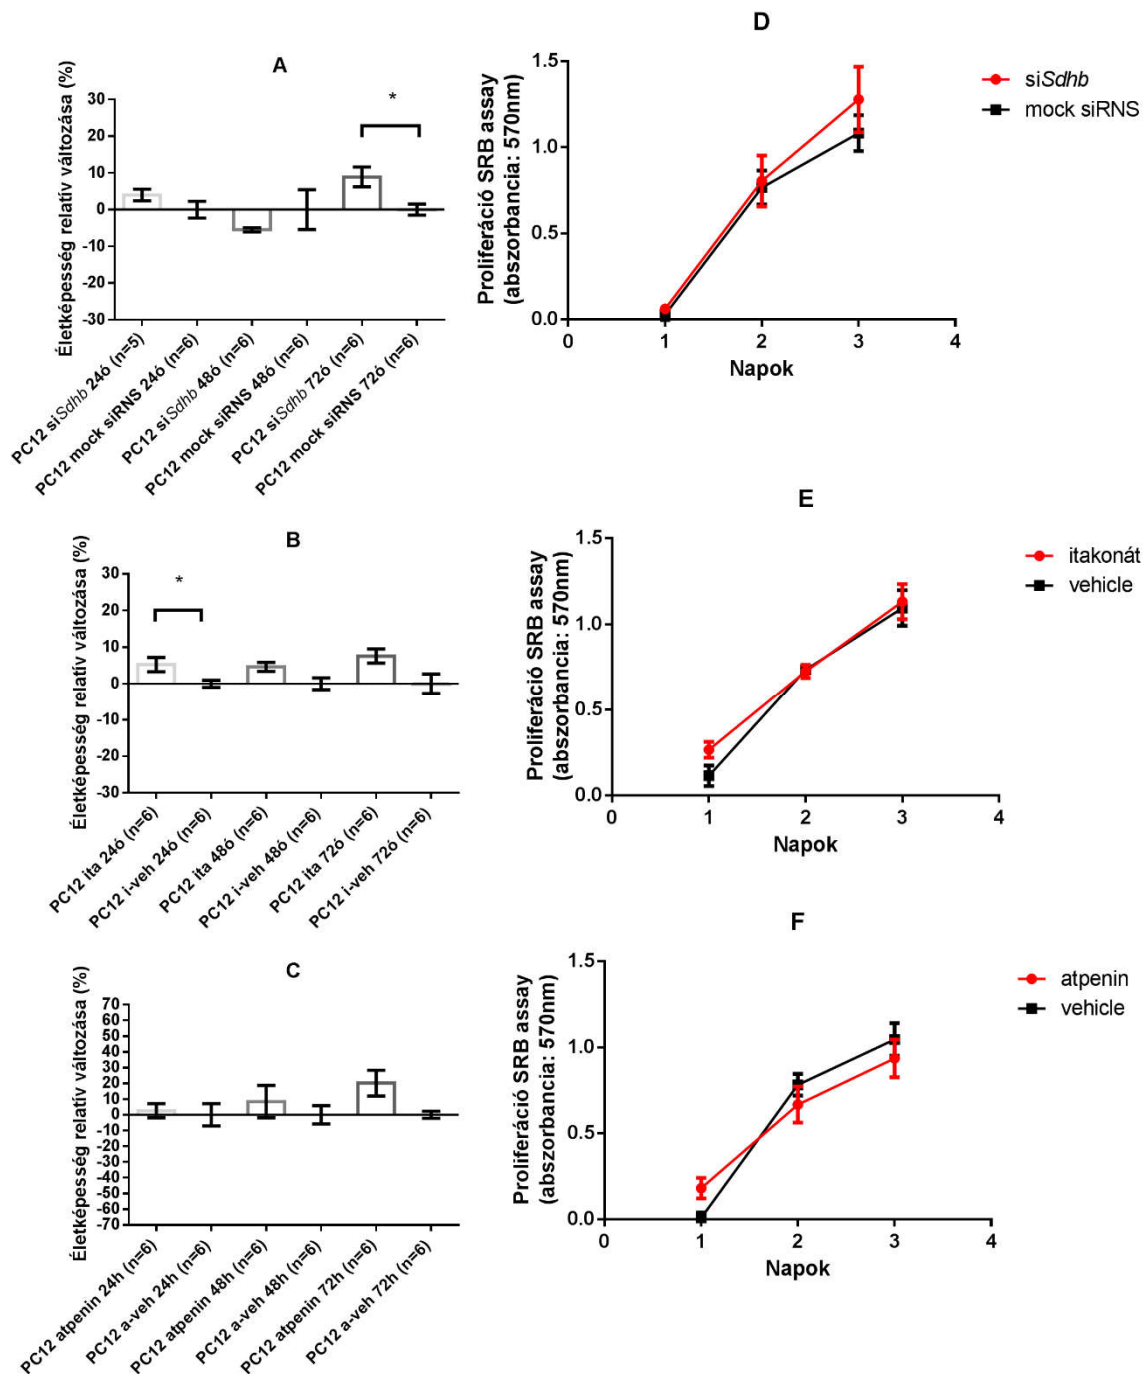 A
Életképesség relatív változása (%)
30
20
10
0
-10
-20
-30
*
PC12 siSdhb 24ó (n=5)
PC12 mock siRNS 24ó (n=6)
PC12 siSdhb 48ó (n=6)
PC12 mock siRNS 48ó (n=6)
PC12 siSdhb 72ó (n=6)
PC12 mock siRNS 72ó (n=6)
D
Proliferáció SRB assay
(abszorbancia: 570nm)
1.5
1.0
0.5
0.0
0 1 2 3 4
Napok
siSdhb
mock siRNS
B
Életképesség relatív változása (%)
30
20
10
0
-10
-20
-30
*
PC12 ita 24ó (n=6)
PC12 i-veh 24ó (n=6)
PC12 ita 48ó (n=6)
PC12 i-veh 48ó (n=6)
PC12 ita 72ó (n=6)
PC12 i-veh 72ó (n=6)
E
Proliferáció SRB assay
(abszorbancia: 570nm)
1.5
1.0
0.5
0.0
0 1 2 3 4
Napok
itakonát
vehicle
C
Életképesség relatív változása (%)
70
60
50
40
30
20
10
0
-10
-20
-30
-40
-50
-60
-70
PC12 atpenin 24h (n=6)
PC12 a-veh 24h (n=6)
PC12 atpenin 48h (n=6)
PC12 a-veh 48h (n=6)
PC12 atpenin 72h (n=6)
PC12 a-veh 72h (n=6)
F
Proliferáció SRB assay
(abszorbancia: 570nm)
1.5
1.0
0.5
0.0
0 1 2 3 4
Napok
atpenin
vehicle